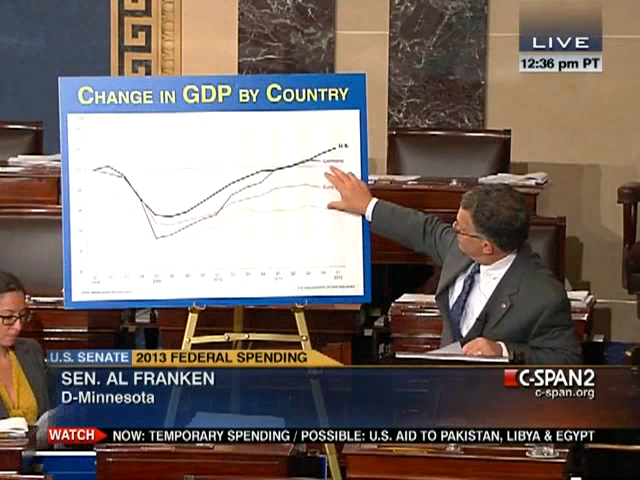 LIVE
12:36 pm PT
CHANGE IN GDP BY COUNTRY
U.S.
Germany
U.S. SENATE
2013 FEDERAL SPENDING
SEN. AL FRANKEN
D-Minnesota
C-SPAN2
c-span.org
WATCH
NOW: TEMPORARY SPENDING / POSSIBLE: U.S. AID TO PAKISTAN, LIBYA & EGYPT